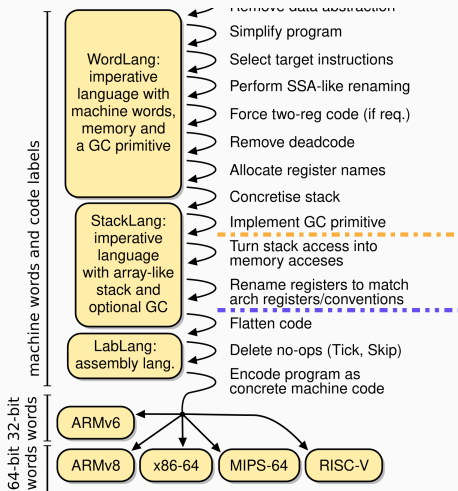 Remove data abstraction
Simplify program
Select target instructions
Perform SSA-like renaming
Force two-reg code (if req.)
Remove deadcode
Allocate register names
Concretise stack
Implement GC primitive
Turn stack access into
memory acceses
Rename registers to match
arch registers/conventions
Flatten code
Delete no-ops (Tick, Skip)
Encode program as
concrete machine code
WordLang:
imperative
language with
machine words,
memory and
a GC primitive
StackLang:
imperative
language
with array-like
stack and
optional GC
LabLang:
assembly lang.
machine words and code labels
32-bit
words
64-bit
words
ARMv6
ARMv8
x86-64
MIPS-64
RISC-V